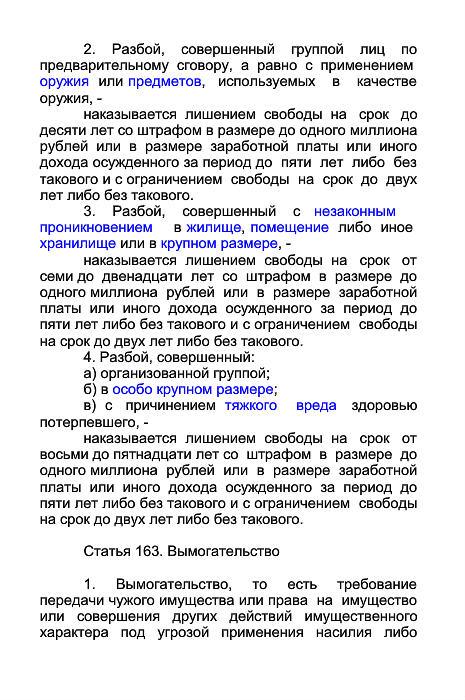 2. Разбой, совершенный группой лиц по
предварительному сговору, а равно с применением
оружия или предметов, используемых в качестве
оружия, -
наказывается лишением свободы на срок до
десяти лет со штрафом в размере до одного миллиона
рублей или в размере заработной платы или иного
дохода осужденного за период до пяти лет либо без
такового и с ограничением свободы на срок до двух
лет либо без такового.
3. Разбой, совершенный с незаконным
проникновением в жилище, помещение либо иное
хранилище или в крупном размере, -
наказывается лишением свободы на срок от
семи до двенадцати лет со штрафом в размере до
одного миллиона рублей или в размере заработной
платы или иного дохода осужденного за период до
пяти лет либо без такового и с ограничением свободы
на срок до двух лет либо без такового.
4. Разбой, совершенный:
а) организованной группой;
б) в особо крупном размере;
в) с причинением тяжкого вреда здоровью
потерпевшего, -
наказывается лишением свободы на срок от
восьми до пятнадцати лет со штрафом в размере до
одного миллиона рублей или в размере заработной
платы или иного дохода осужденного за период до
пяти лет либо без такового и с ограничением свободы
на срок до двух лет либо без такового.
Статья 163. Вымогательство
1. Вымогательство, то есть требование
передачи чужого имущества или права на имущество
или совершения других действий имущественного
характера под угрозой применения насилия либо